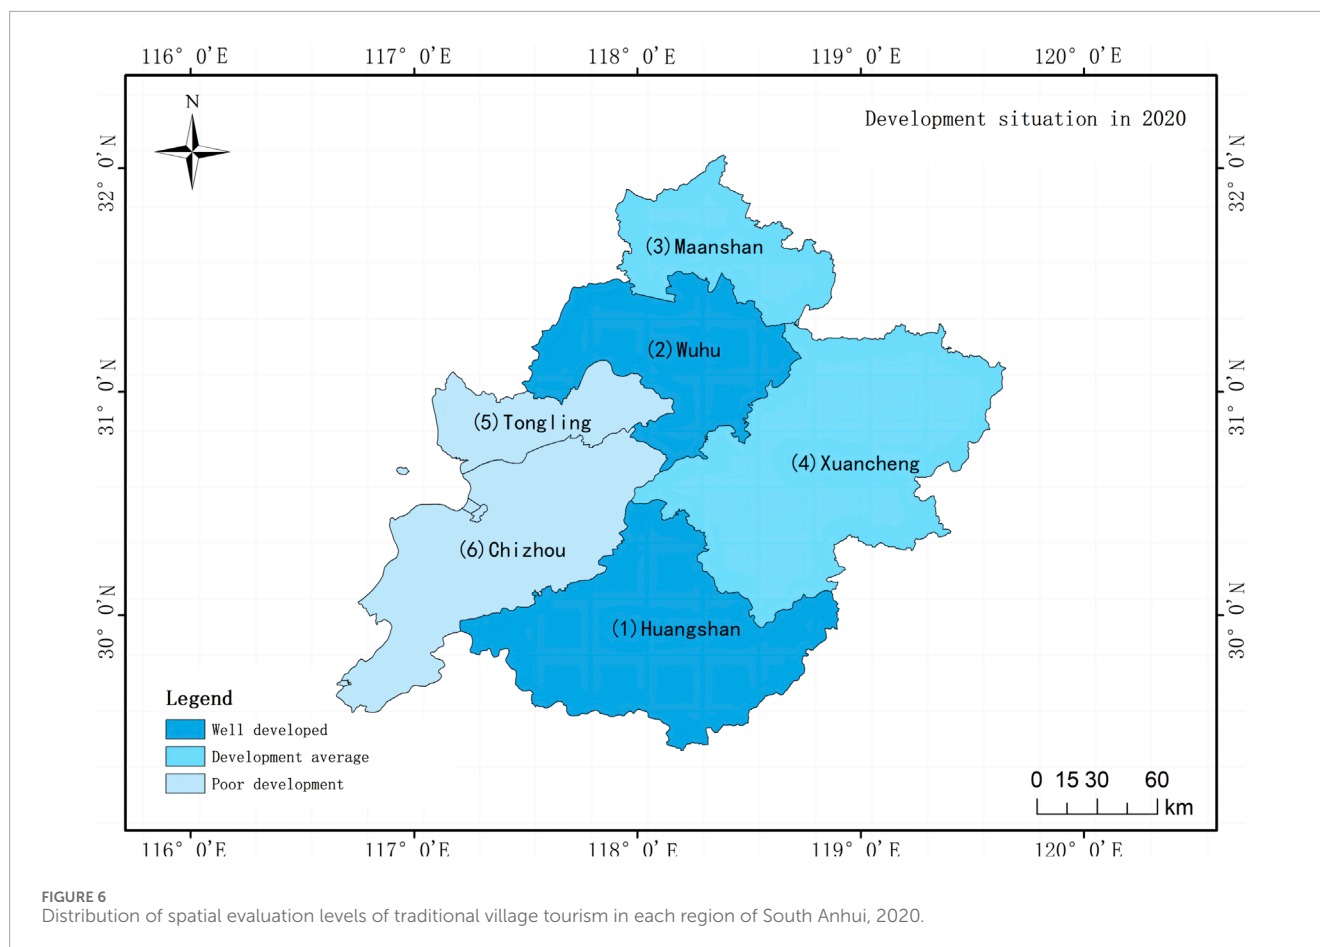 116° 0'E 117° 0'E 118° 0'E 119° 0'E 120° 0'E
N
Development situation in 2020
32° 0'N
32° 0'N
(3)Maanshan
(2)Wuhu
31° 0'N
31° 0'N
(5)Tongling
(4)Xuancheng
(6)Chizhou
30° 0'N
30° 0'N
(1)Huangshan
Legend
Well developed
Development average
Poor development
0 15 30 60
km
116° 0'E 117° 0'E 118° 0'E 119° 0'E 120° 0'E
FIGURE 6
Distribution of spatial evaluation levels of traditional village tourism in each region of South Anhui, 2020.